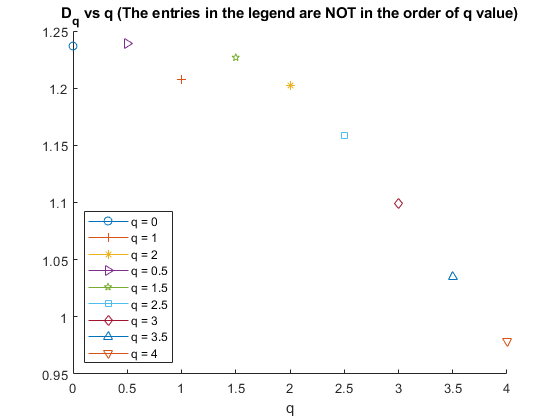 D_q vs q (The entries in the legend are NOT in the order of q value)
1.25
1.2
1.15
1.1
1.05
1
0.95
q = 0
q = 1
q = 2
q = 0.5
q = 1.5
q = 2.5
q = 3
q = 3.5
q = 4
0 0.5 1 1.5 2 2.5 3 3.5 4
q